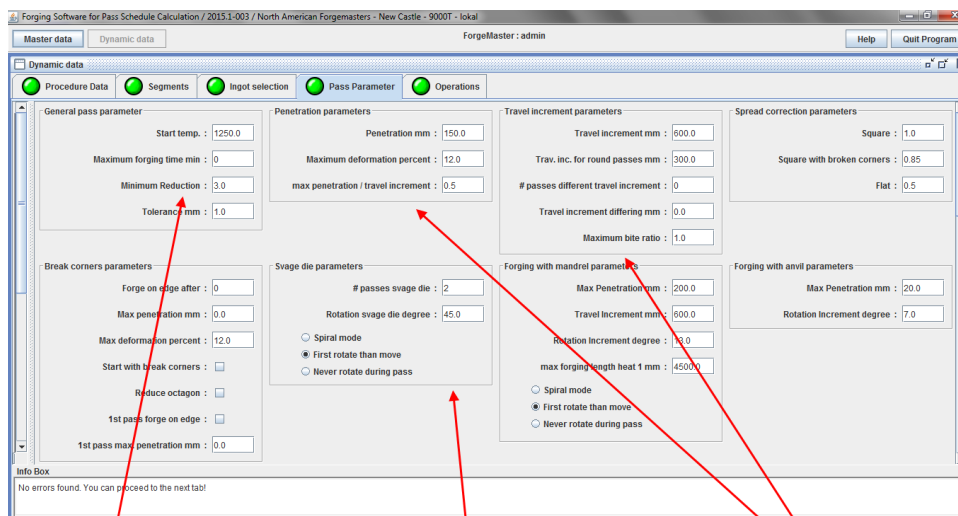 Forging Software for Pass Schedule Calculation / 2015.1-003 / North American Forgemasters - New Castle - 9000T - lokal
Master data
Dynamic data
ForgeMaster : admin
Help
Quit Program
Dynamic data
Procedure Data
Segments
Ingot selection
Pass Parameter
Operations
General pass parameter
Start temp. : 1250.0
Maximum forging time min : 0
Minimum Reduction : 3.0
Tolerance mm : 1.0
Penetration parameters
Penetration mm : 150.0
Maximum deformation percent : 12.0
max penetration / travel increment : 0.5
Travel increment parameters
Travel increment mm : 600.0
Trav. inc. for round passes mm : 300.0
# passes different travel increment : 0
Travel increment differing mm : 0.0
Maximum bite ratio : 1.0
Spread correction parameters
Square : 1.0
Square with broken corners : 0.85
Flat : 0.5
Break corners parameters
Forge on edge after : 0
Max penetration mm : 0.0
Max deformation percent : 12.0
Start with break corners :
Reduce octagon :
1st pass forge on edge :
1st pass max. penetration mm : 0.0
Svage die parameters
# passes svage die : 2
Rotation svage die degree : 45.0
Spiral mode
First rotate than move
Never rotate during pass
Forging with mandrel parameters
Max Penetration mm : 200.0
Travel Increment mm : 600.0
Rotation Increment degree : 13.0
max forging length heat 1 mm : 4500.0
Spiral mode
First rotate than move
Never rotate during pass
Forging with anvil parameters
Max Penetration mm : 20.0
Rotation Increment degree : 7.0
Info Box
No errors found. You can proceed to the next tab!